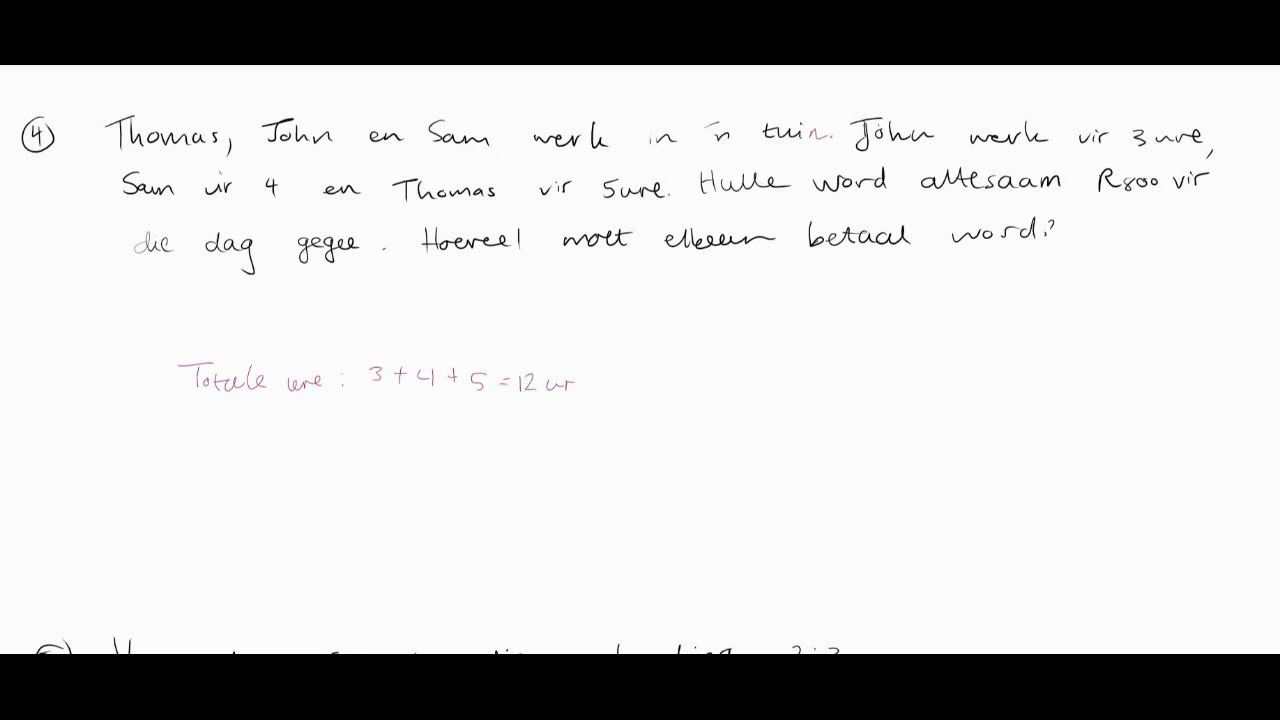 ④ Thomas, John en Sam werk in 'n tuin. John werk vir 3 ure,
Sam vir 4 en Thomas vir 5 ure. Hulle word altesaam R800 vir
die dag gegee. Hoeveel moet elkeen betaal word?
Totale ure : 3 + 4 + 5 = 12 ur